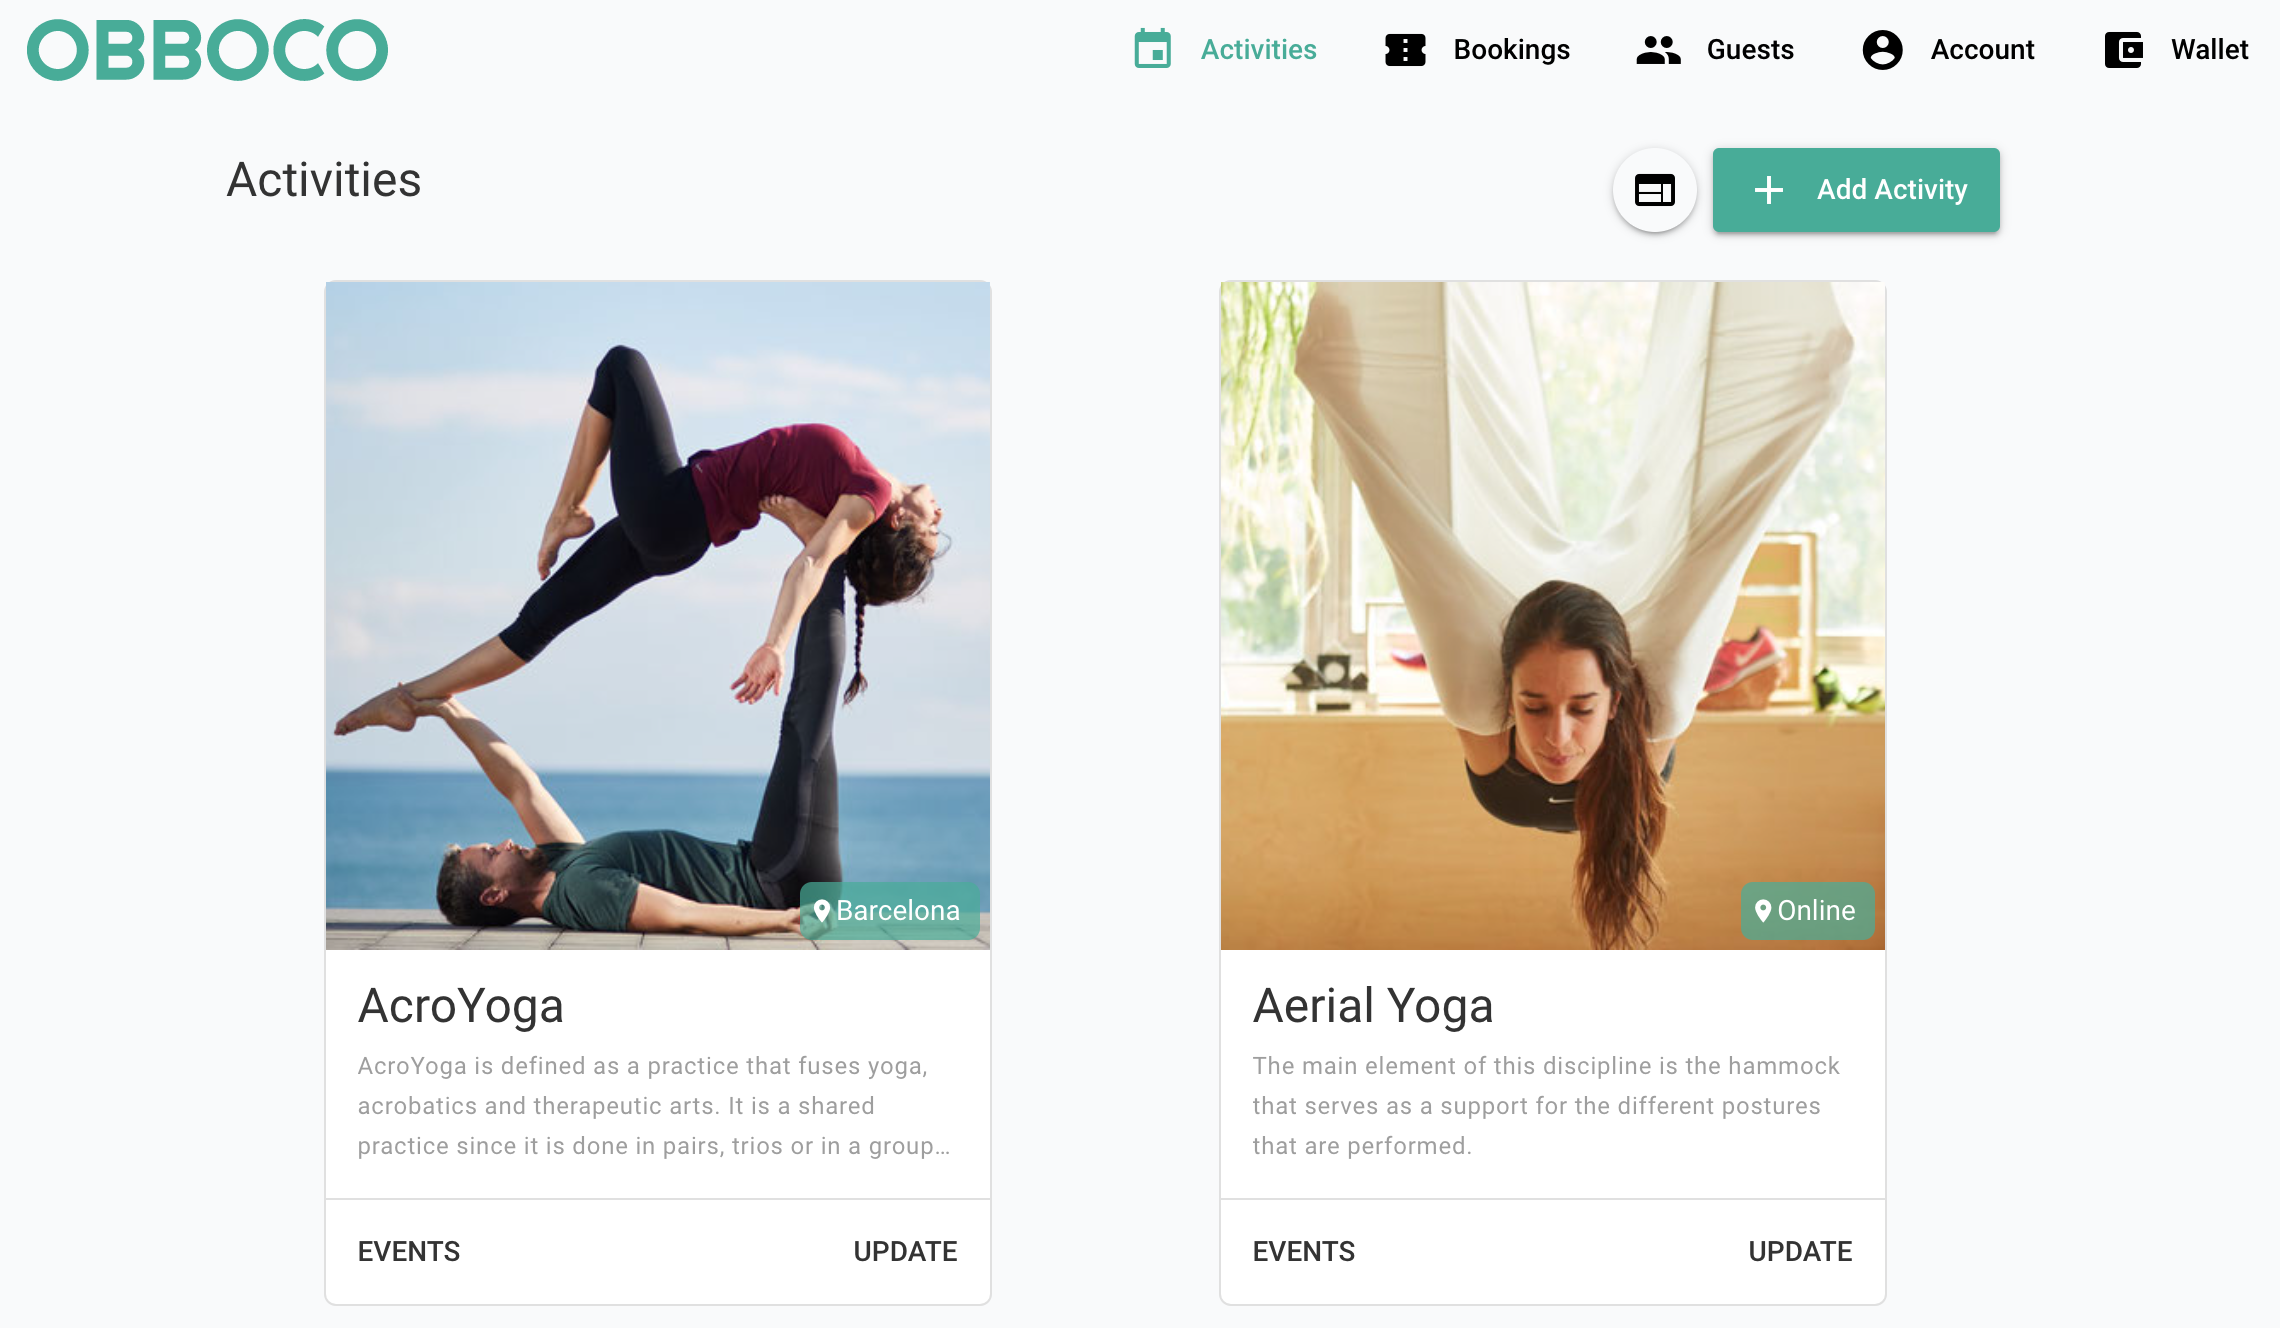 OBBOCO
Activities
Bookings
Guests
Account
Wallet
Activities
Add Activity
Barcelona
AcroYoga
AcroYoga is defined as a practice that fuses yoga,
acrobatics and therapeutic arts. It is a shared
practice since it is done in pairs, trios or in a group…
EVENTS
UPDATE
Online
Aerial Yoga
The main element of this discipline is the hammock
that serves as a support for the different postures
that are performed.
EVENTS
UPDATE